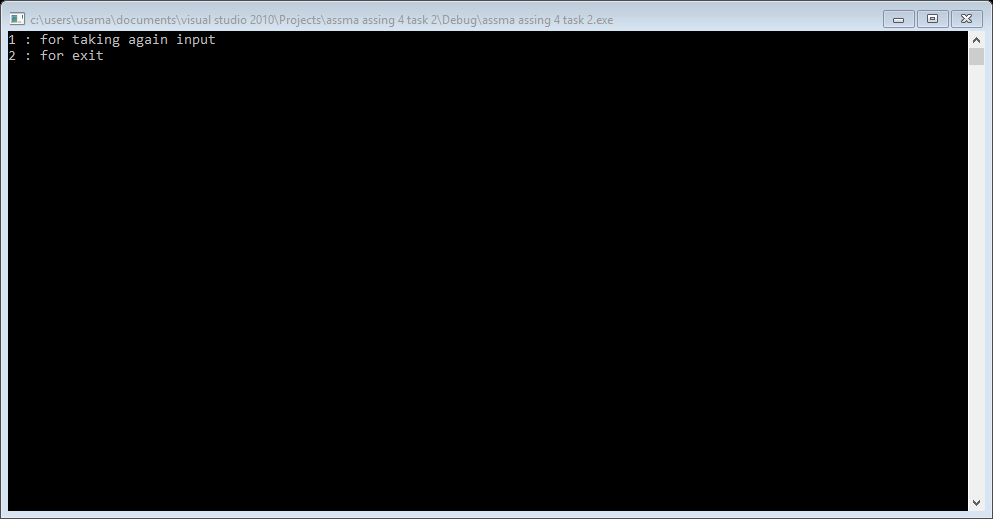 c:\users\usama\documents\visual studio 2010\Projects\assma assing 4 task 2\Debug\assma assing 4 task 2.exe
1 : for taking again input
2 : for exit